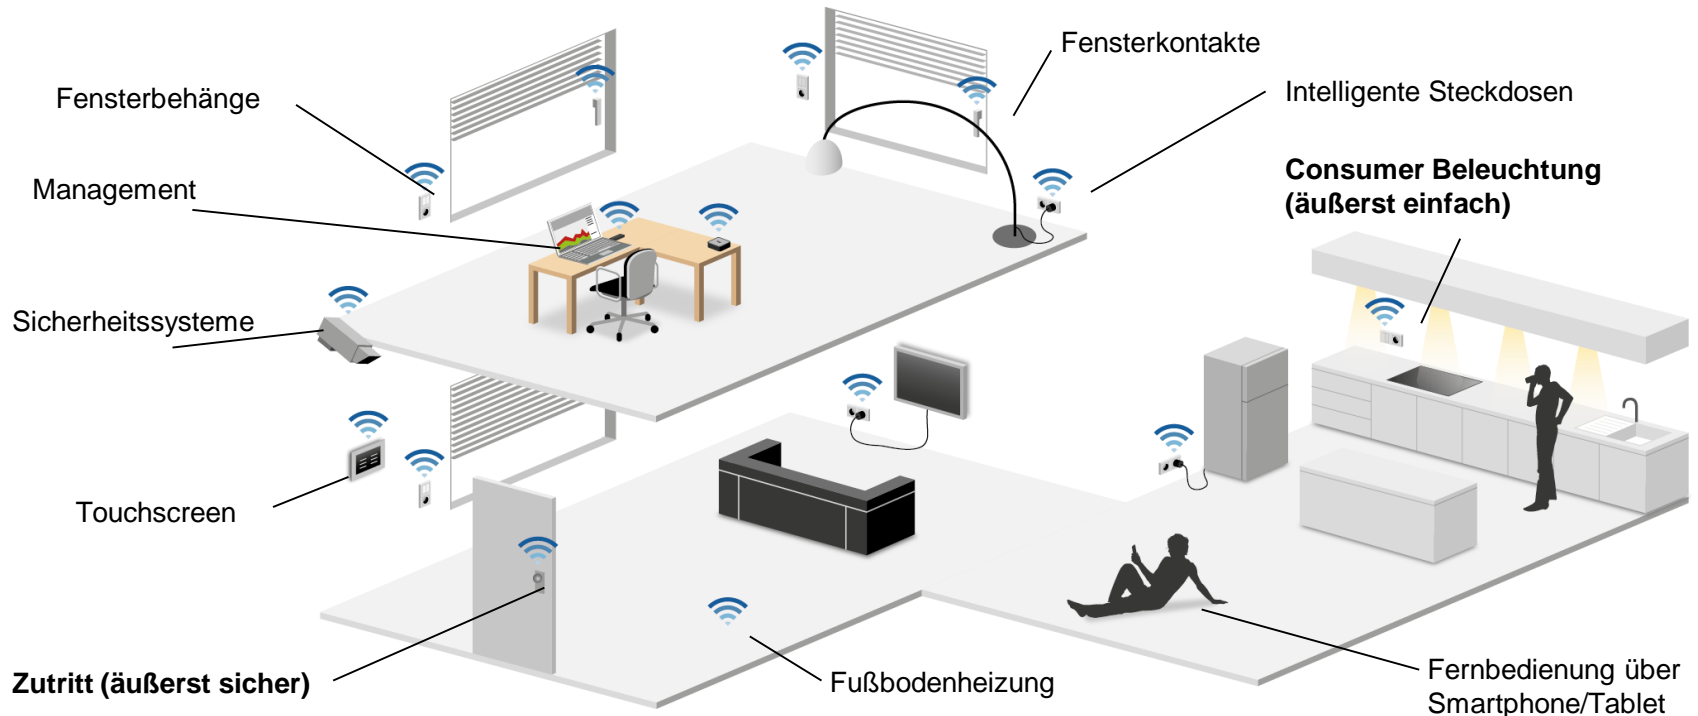 Fensterkontakte
Fensterbehänge
Intelligente Steckdosen
Management
Consumer Beleuchtung
(äußerst einfach)
Sicherheitssysteme
Touchscreen
Zutritt (äußerst sicher)
Fußbodenheizung
Fernbedienung über
Smartphone/Tablet